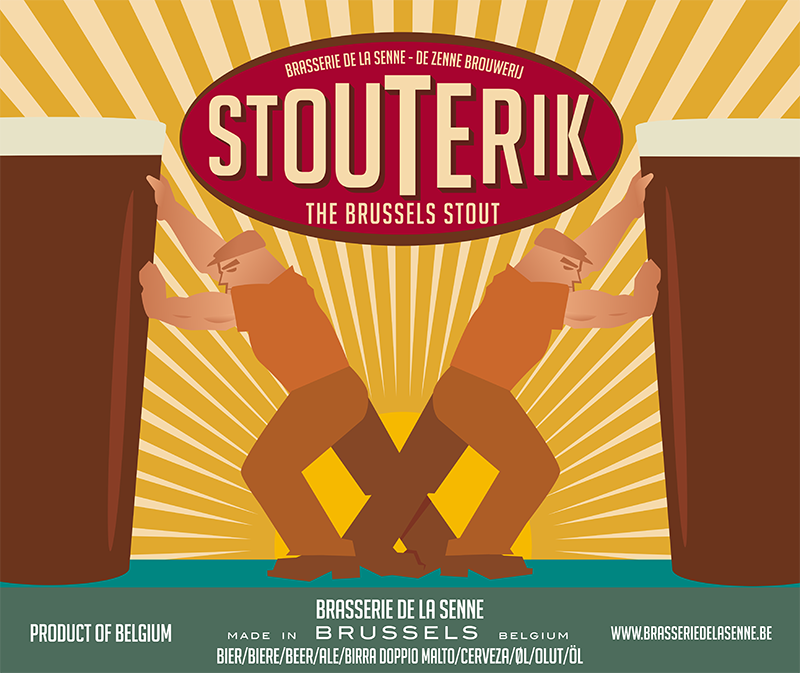 BRASSERIE DE LA SENNE - DE ZENNE BROUWERIJ
STOUTERIK
THE BRUSSELS STOUT
BRASSERIE DE LA SENNE
PRODUCT OF BELGIUM
MADE IN BRUSSELS BELGIUM
WWW.BRASSERIEDELASENNE.BE
BIER/BIERE/BEER/ALE/BIRRA DOPPIO MALTO/CERVEZA/ØL/OLUT/ÖL